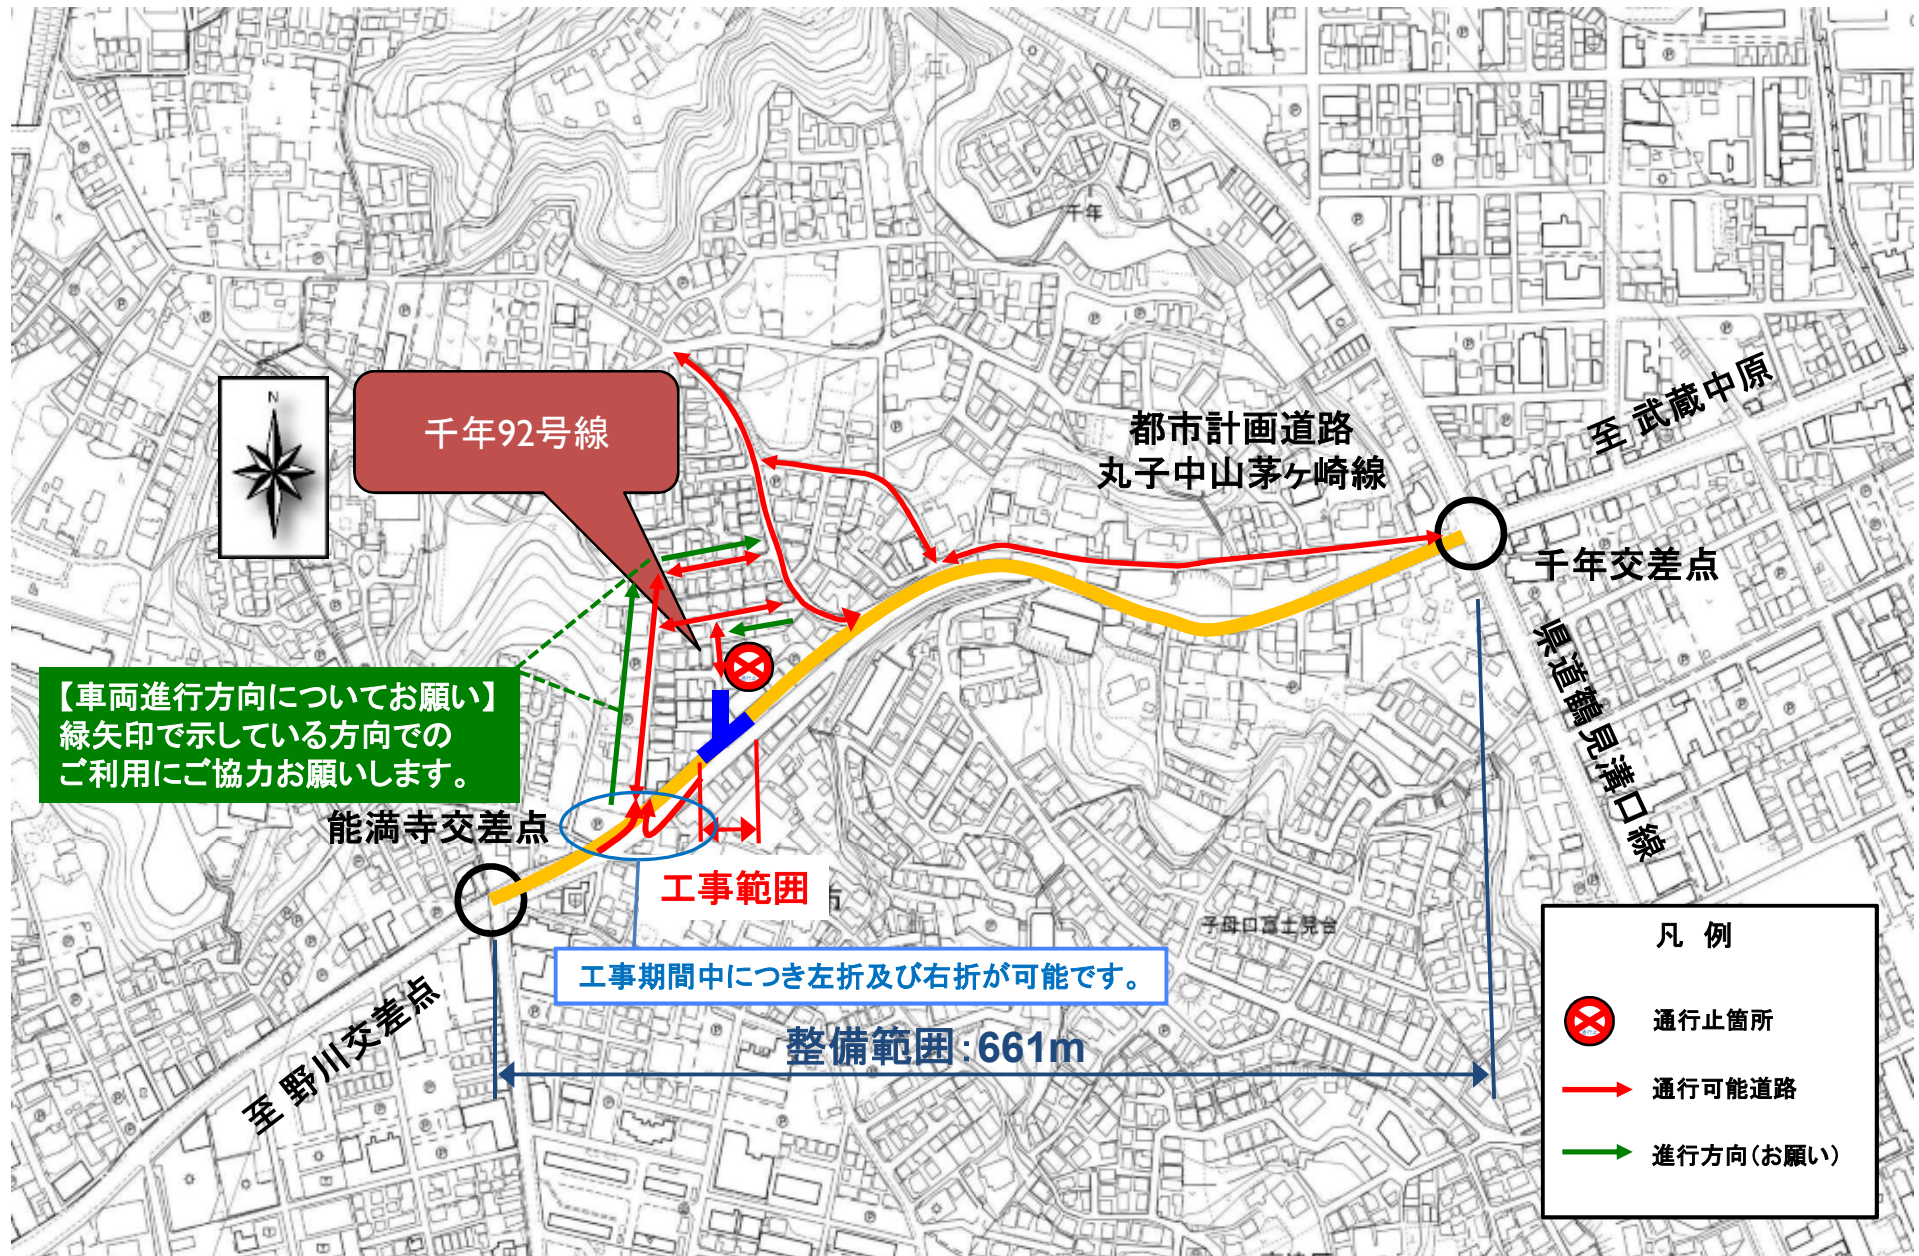 千年
N
千年92号線
都市計画道路
丸子中山茅ヶ崎線
至 武蔵中原
千年交差点
県道鶴見溝口線
【車両進行方向についてお願い】
緑矢印で示している方向での
ご利用にご協力お願いします。
能満寺交差点
工事範囲
市
子母口富士見台
工事期間中につき左折及び右折が可能です。
整備範囲:661m
至 野川交差点
凡 例
通行止箇所
通行可能道路
進行方向(お願い)